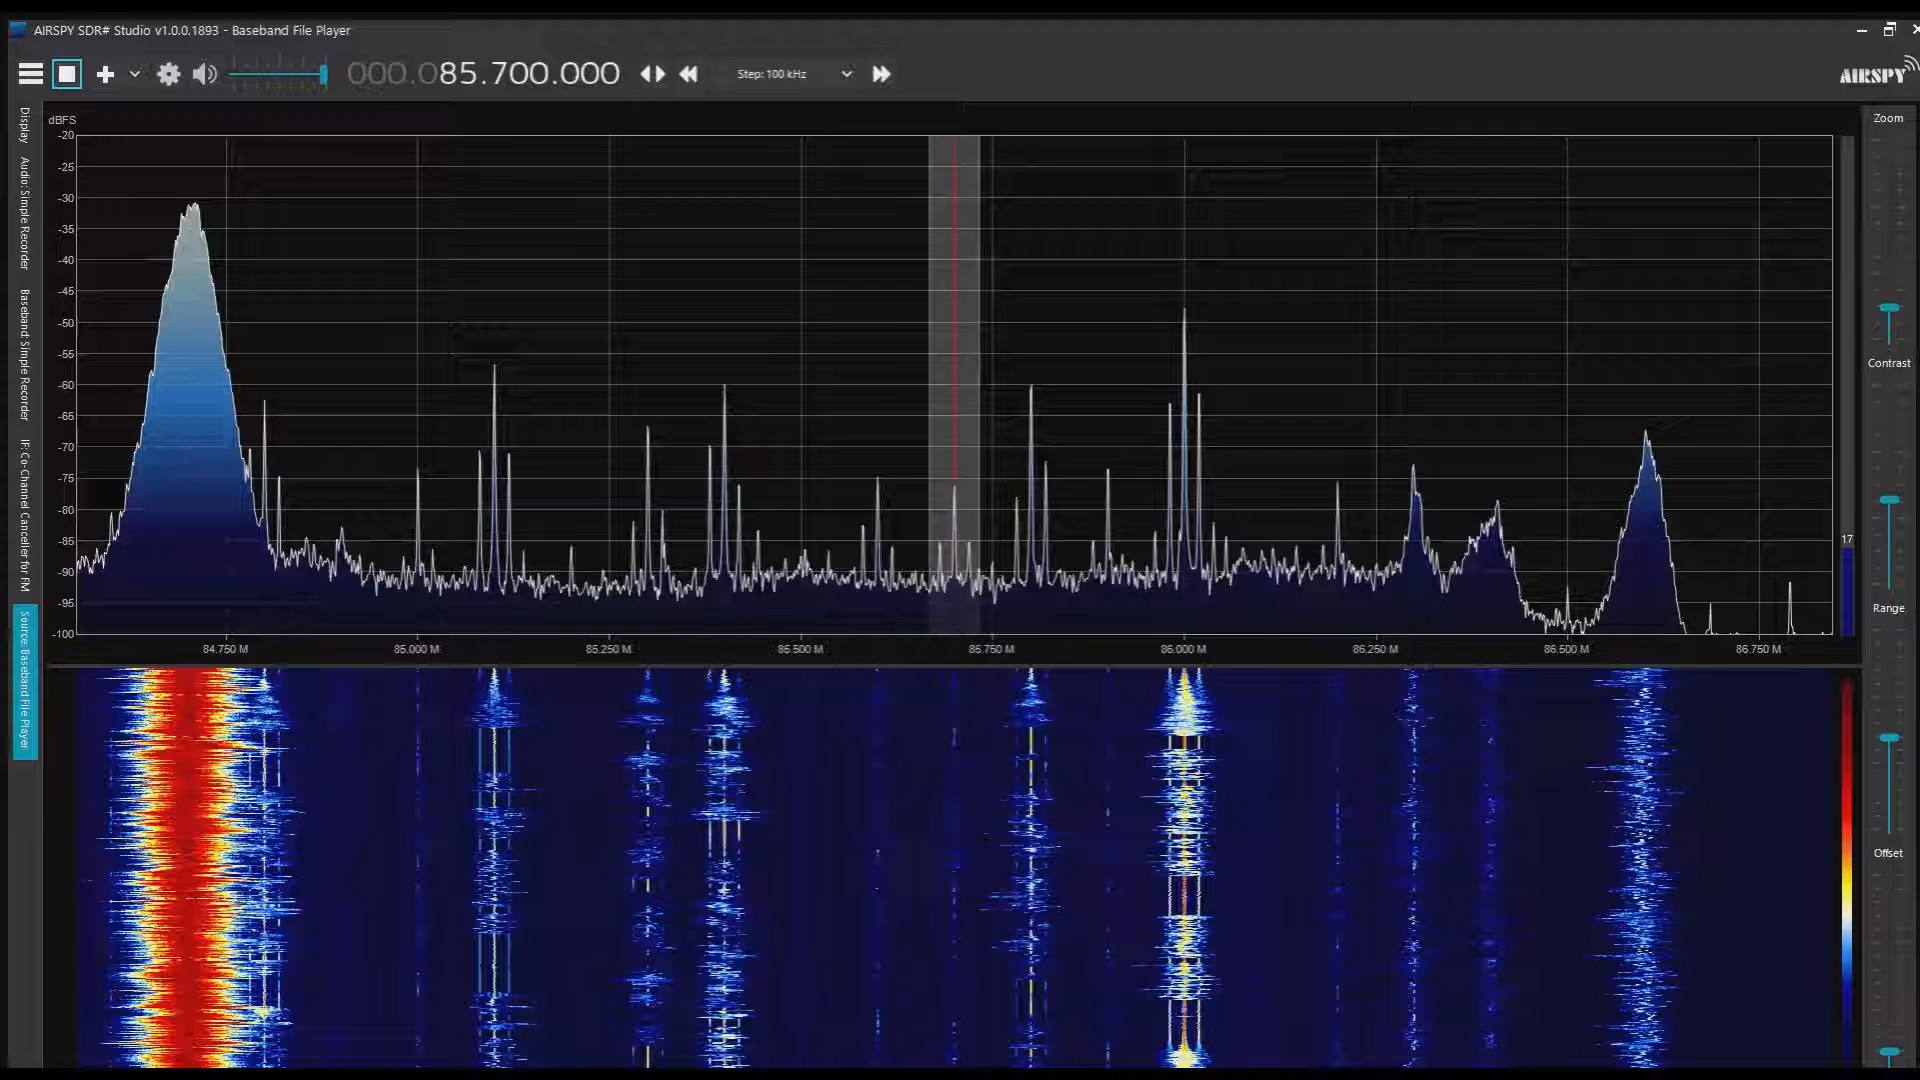 AIRSPY SDR# Studio v1.0.0.1893 - Baseband File Player
000.085.700.000
Step: 100 kHz
AIRSPY
Display
Audio: Simple Recorder
Baseband: Simple Recorder
IF: Co-Channel Canceller for FM
Source: Baseband File Player
dBFS
-20
-25
-30
-35
-40
-45
-50
-55
-60
-65
-70
-75
-80
-85
-90
-95
-100
84.750 M
85.000 M
85.250 M
85.500 M
85.750 M
86.000 M
86.250 M
86.500 M
86.750 M
17
Zoom
Contrast
Range
Offset